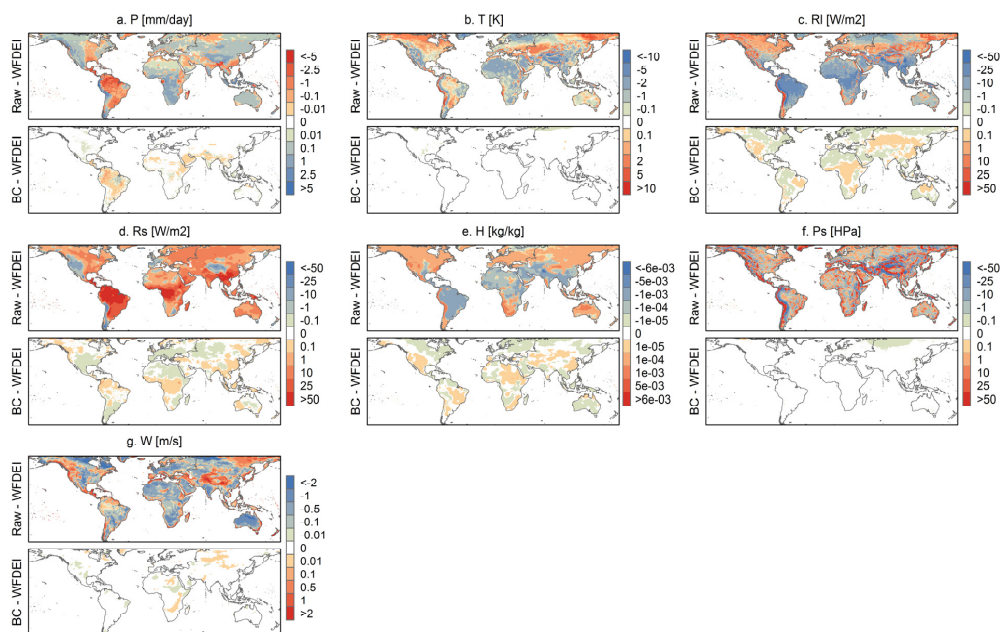 a. P [mm/day]
Raw - WFDEI
BC - WFDEI
<-5
-2.5
-1
-0.1
-0.01
0
0.01
0.1
1
2.5
>5
b. T [K]
Raw - WFDEI
BC - WFDEI
<-10
-5
-2
-1
-0.1
0
0.1
1
2
5
>10
c. Rl [W/m2]
Raw - WFDEI
BC - WFDEI
<-50
-25
-10
-1
-0.1
0
0.1
1
10
25
>50
d. Rs [W/m2]
Raw - WFDEI
BC - WFDEI
<-50
-25
-10
-1
-0.1
0
0.1
1
10
25
>50
e. H [kg/kg]
Raw - WFDEI
BC - WFDEI
<-6e-03
-5e-03
-1e-03
-1e-04
-1e-05
0
1e-05
1e-04
1e-03
5e-03
>6e-03
f. Ps [HPa]
Raw - WFDEI
BC - WFDEI
<-50
-25
-10
-1
-0.1
0
0.1
1
10
25
>50
g. W [m/s]
Raw - WFDEI
BC - WFDEI
<-2
-1
-0.5
-0.1
-0.01
0
0.01
0.1
0.5
1
>2